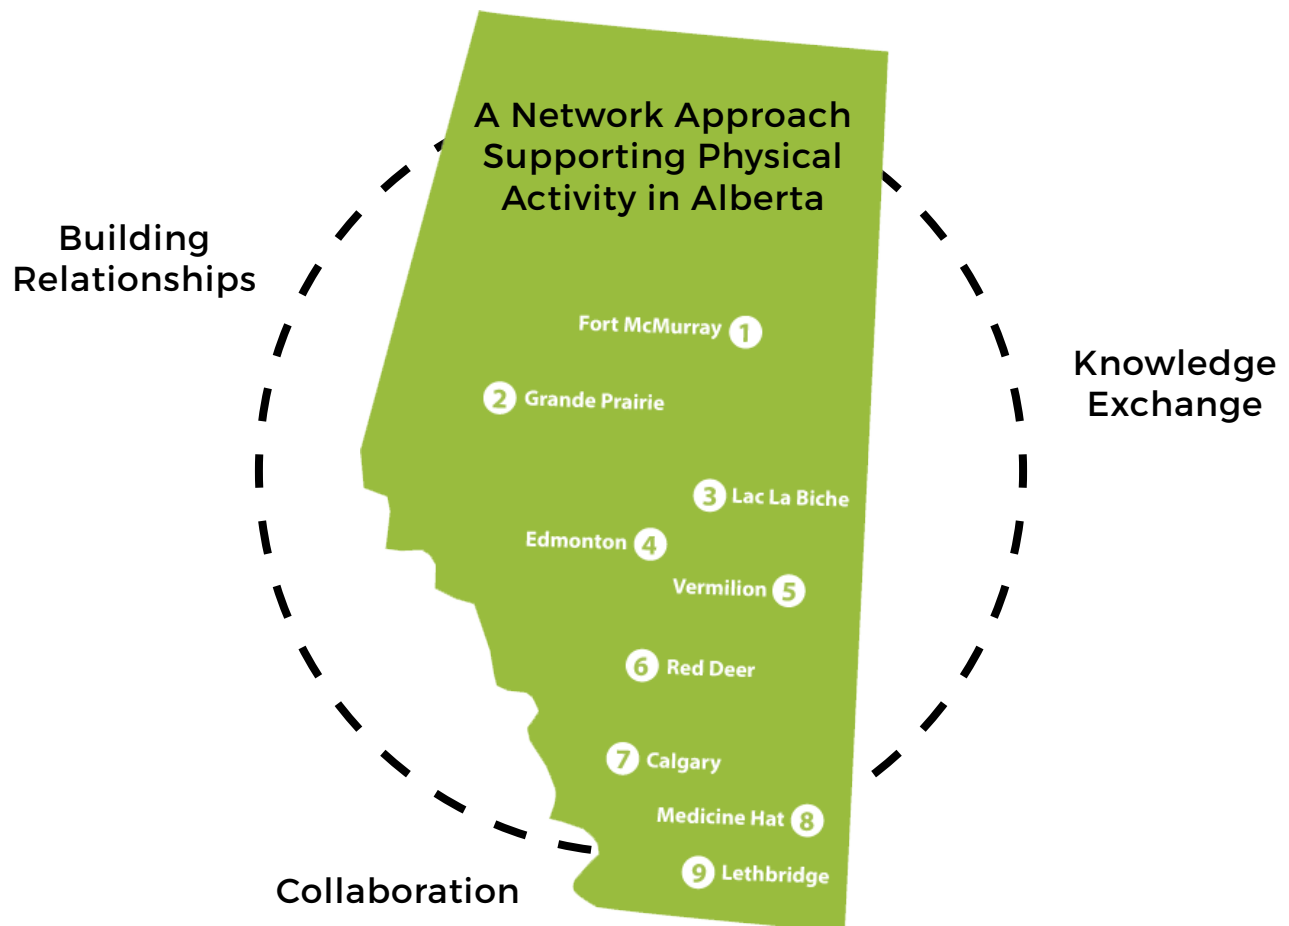 A Network Approach
Supporting Physical
Activity in Alberta
Building
Relationships
Knowledge
Exchange
Fort McMurray 1
2 Grande Prairie
3 Lac La Biche
Edmonton 4
Vermilion 5
6 Red Deer
7 Calgary
Medicine Hat 8
9 Lethbridge
Collaboration